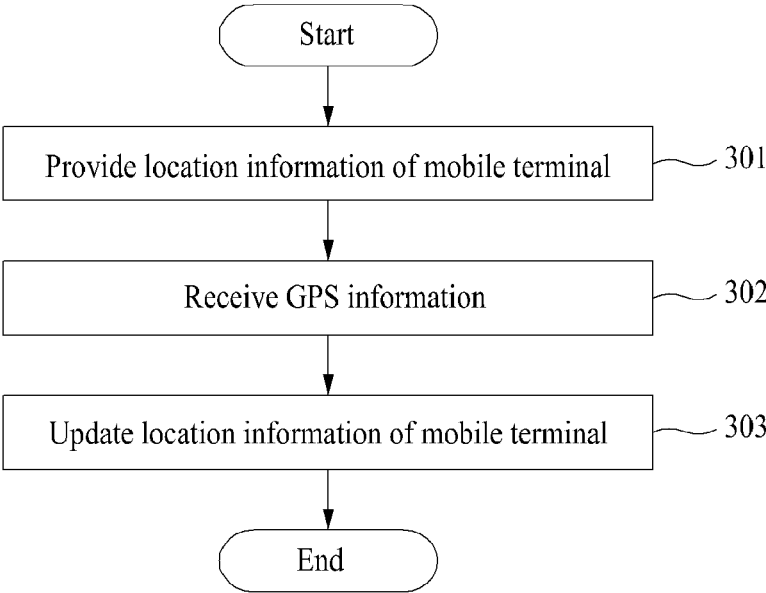 Start
Provide location information of mobile terminal
301
Receive GPS information
302
Update location information of mobile terminal
303
End